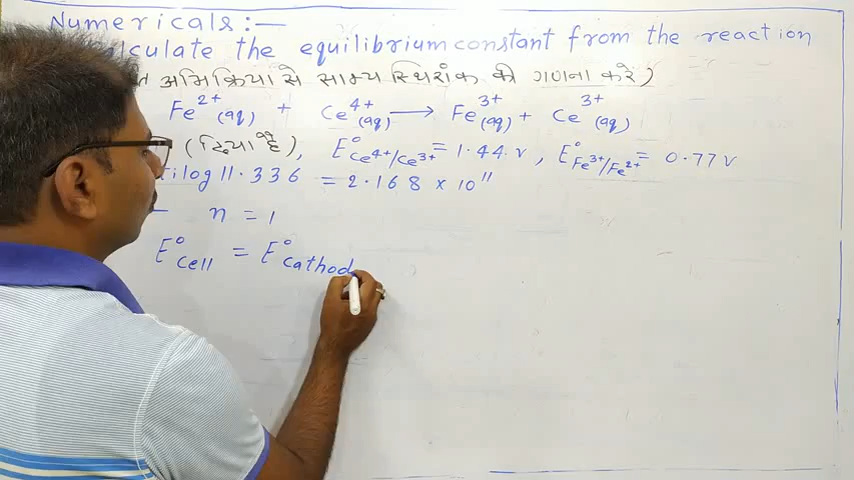 Numericals:—
lculate the equilibrium constant from the reaction
अभिक्रिया से साम्य स्थिरांक की गणना करे)
Fe²⁺(aq) + Ce⁴⁺(aq) ⟶ Fe³⁺(aq) + Ce³⁺(aq)
(दिया है), E°Ce⁴⁺/Ce³⁺ = 1.44 V, E°Fe³⁺/Fe²⁺ = 0.77 V
tilog 11.336 = 2.168 × 10¹¹
— n = 1
E°Cell = E°Cathod